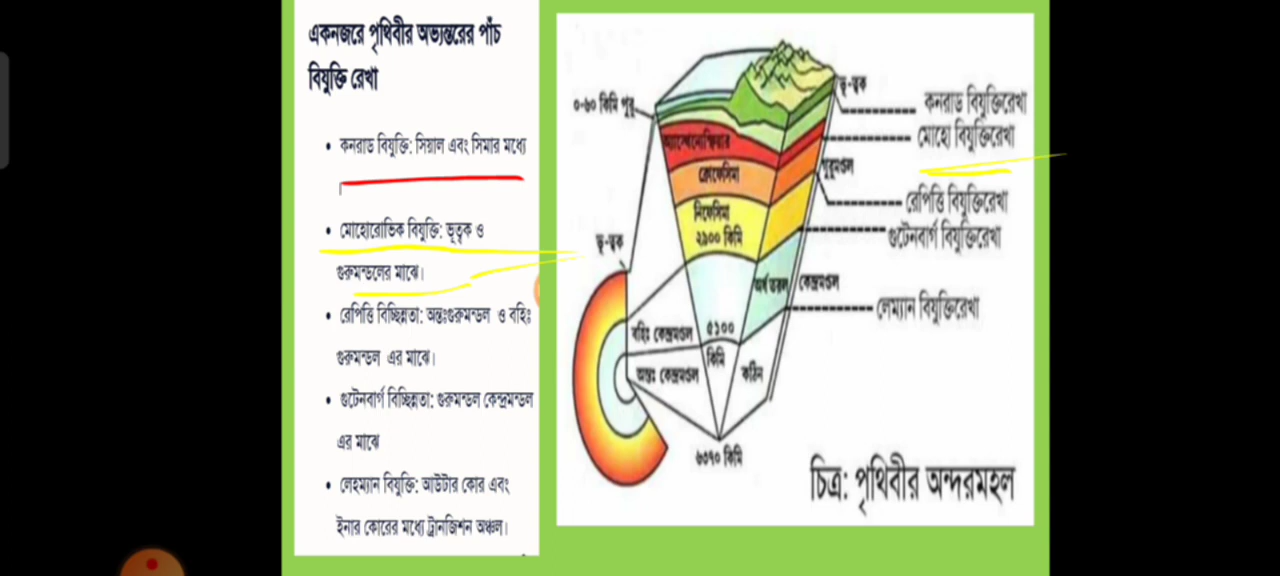 একনজরে পৃথিবীর অভ্যন্তরের পাঁচ
বিযুক্তি রেখা
• কনরাড বিযুক্তি: সিয়াল এবং সিমার মধ্যে
।
• মোহোরোভিক বিযুক্তি: ভূত্বক ও
গুরুমন্ডলের মাঝে।
• রেপিত্তি বিচ্ছিন্নতা: অন্তঃগুরুমন্ডল ও বহিঃ
গুরুমন্ডল এর মাঝে।
• গুটেনবার্গ বিচ্ছিন্নতা: গুরুমন্ডল কেন্দ্রমন্ডল
এর মাঝে
• লেহম্যান বিযুক্তি: আউটার কোর এবং
ইনার কোরের মধ্যে ট্রানজিশন অঞ্চল।
ভূ-ত্বক
০-৬০ কিমি পুরু
কনরাড বিযুক্তিরেখা
মোহো বিযুক্তিরেখা
অ্যাস্থেনোস্ফিয়ার
ক্রোফেসিমা
গুরুমণ্ডল
রেপিত্তি বিযুক্তিরেখা
নিফেসিমা
২৯০০ কিমি
গুটেনবার্গ বিযুক্তিরেখা
ভূ-ত্বক
অর্ধ তরল
কেন্দ্রমণ্ডল
লেম্যান বিযুক্তিরেখা
বহিঃ কেন্দ্রমণ্ডল
৫১০০
কিমি
অন্তঃ কেন্দ্রমণ্ডল
কঠিন
৬৩৭০ কিমি
চিত্র: পৃথিবীর অন্দরমহল